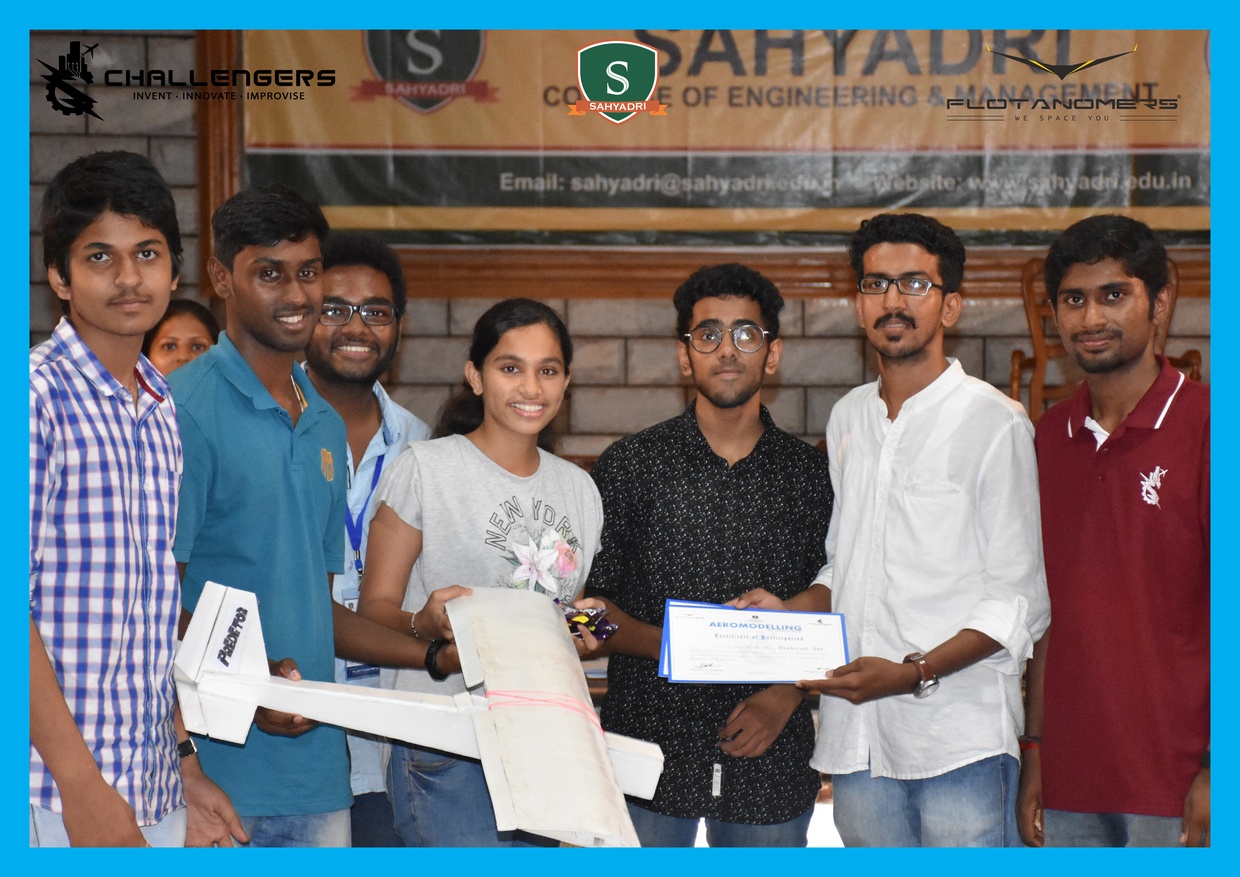 CHALLENGERS
INVENT · INNOVATE · IMPROVISE
S
SAHYADRI
S
SAHYADRI
SAHYADRI
COLLEGE OF ENGINEERING & MANAGEMENT
FLOTANOMERS
WE SPACE YOU
Email: sahyadri@sahyadri.edu.in
Website: www.sahyadri.edu.in
NEW YORK
PREDATOR
AEROMODELLING
Certificate of Participation